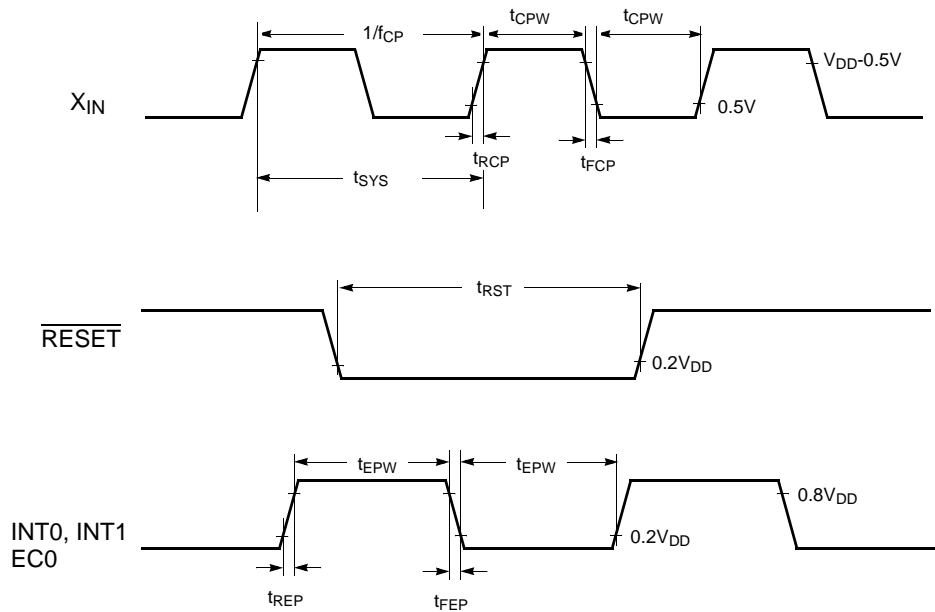 1/fCP
tCPW
tCPW
XIN
VDD-0.5V
0.5V
tRCP
tFCP
tSYS
tRST
RESET
0.2VDD
tEPW
tEPW
0.8VDD
INT0, INT1
EC0
0.2VDD
tREP
tFEP